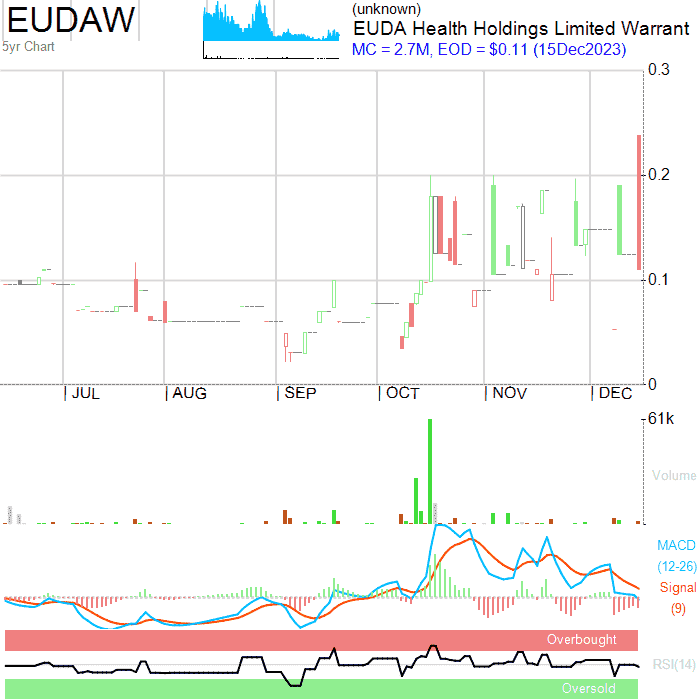 EUDAW
5yr Chart
(unknown)
EUDA Health Holdings Limited Warrant
MC = 2.7M, EOD = $0.11 (15Dec2023)
0.3
0.2
0.1
0
JUL AUG SEP OCT NOV DEC
61k
Volume
MACD
(12-26)
Signal
(9)
Overbought
RSI(14)
Oversold